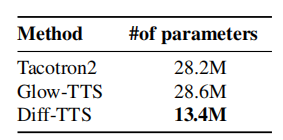 Method #of parameters
Tacotron2 28.2M
Glow-TTS 28.6M
Diff-TTS 13.4M